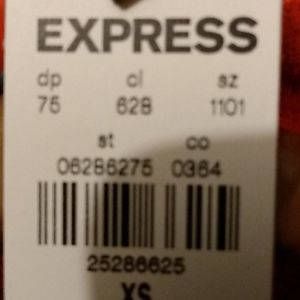 EXPRESS
dp cl sz
75 628 1101
st co
06286275 0364
25286625
XS